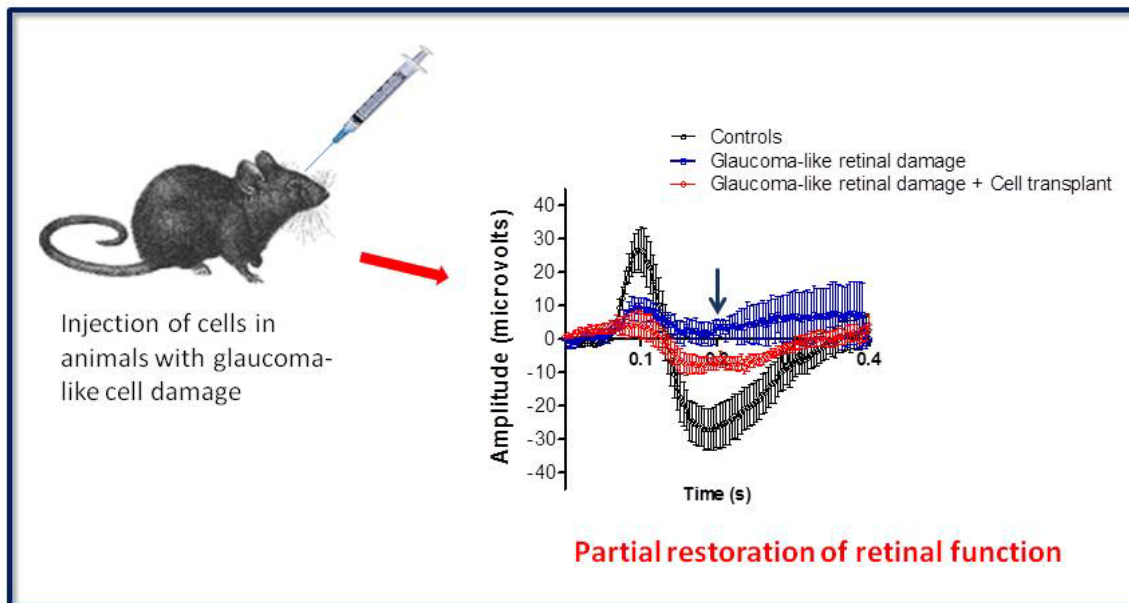 Controls
Glaucoma-like retinal damage
Glaucoma-like retinal damage + Cell transplant
Injection of cells in
animals with glaucoma-
like cell damage
Amplitude (microvolts)
40
30
20
10
0
-10
-20
-30
-40
0.1
0.4
Time (s)
Partial restoration of retinal function